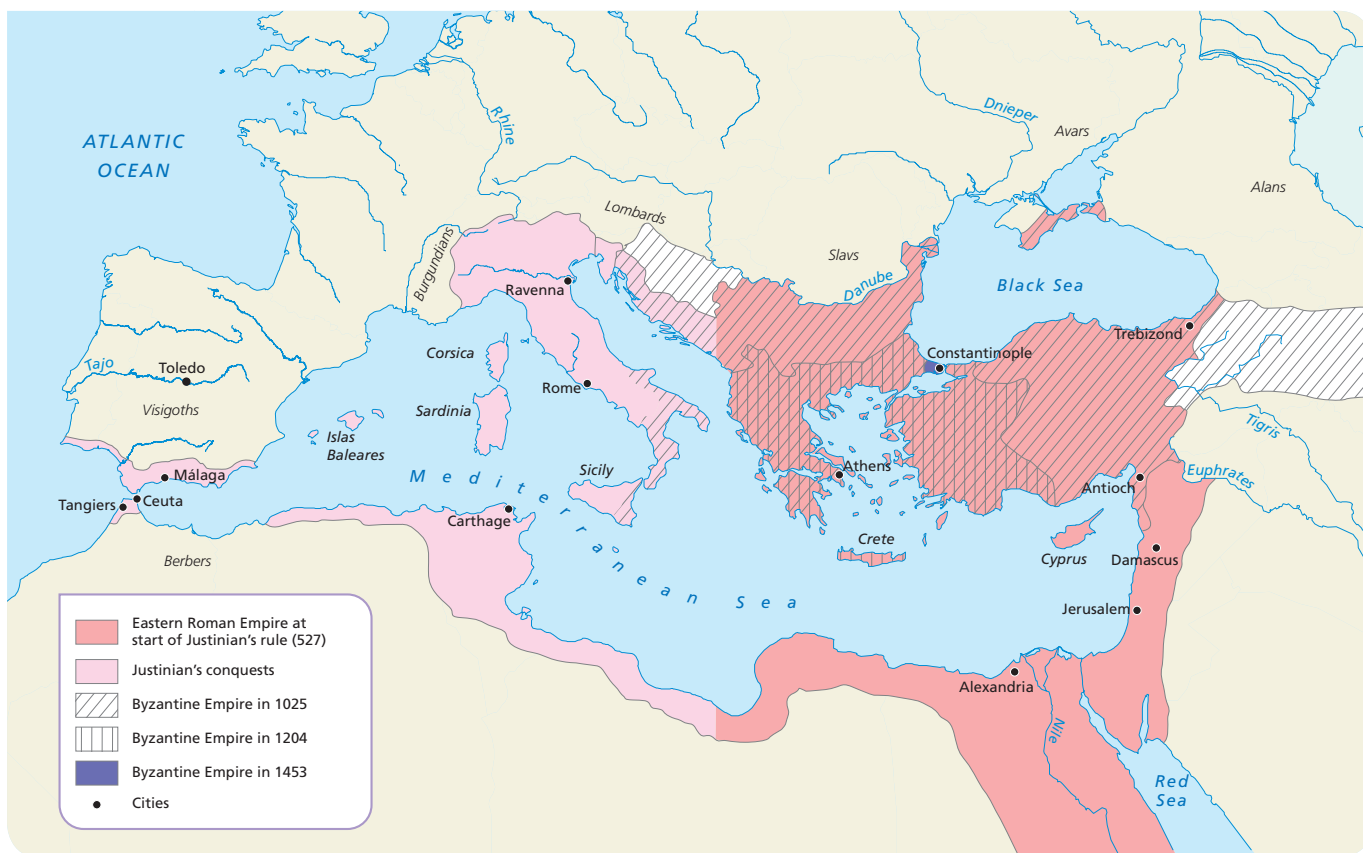 ATLANTIC
OCEAN
Rhine
Dnieper
Avars
Alans
Lombards
Burgundians
Slavs
Danube
Black Sea
Ravenna
Trebizond
Constantinople
Corsica
Tajo
Toledo
Rome
Visigoths
Sardinia
Islas
Baleares
Tigris
Sicily
Athens
Euphrates
Málaga
Mediterranean Sea
Antioch
Tangiers
Ceuta
Carthage
Crete
Cyprus
Damascus
Berbers
Jerusalem
Alexandria
Nile
Red
Sea
Eastern Roman Empire at
start of Justinian's rule (527)
Justinian's conquests
Byzantine Empire in 1025
Byzantine Empire in 1204
Byzantine Empire in 1453
Cities